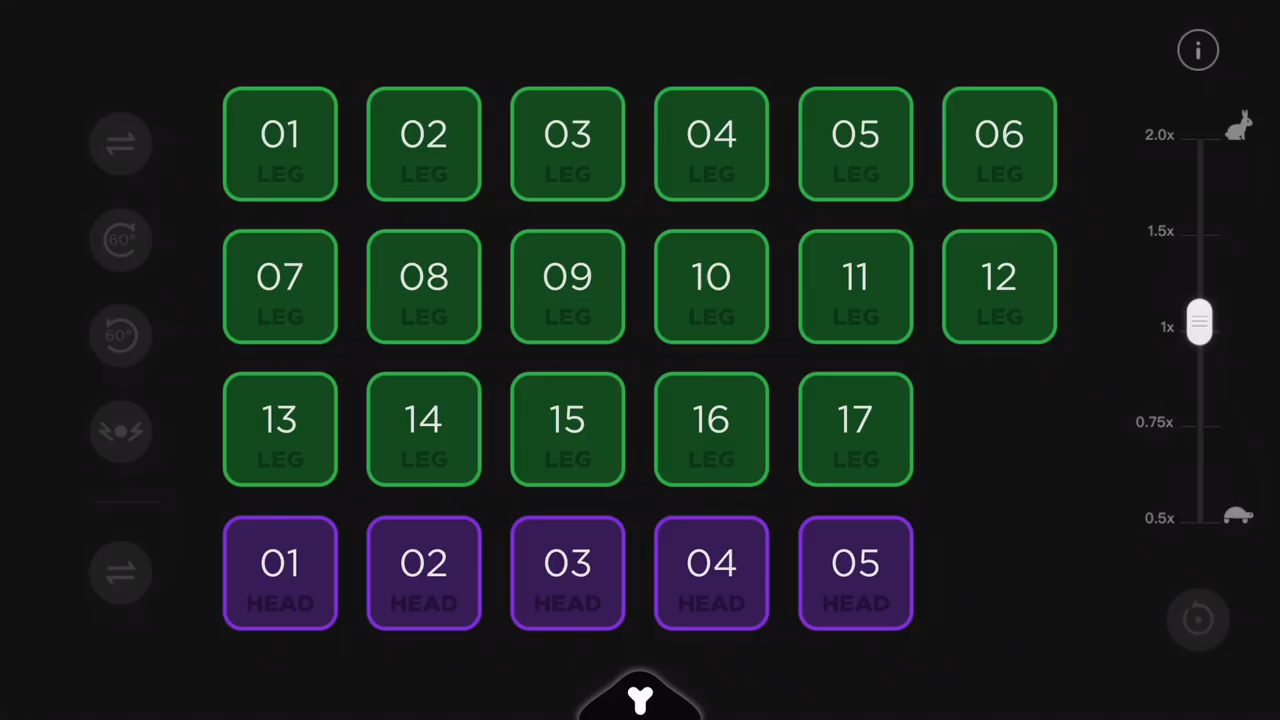 01 02 03 04 05 06
LEG LEG LEG LEG LEG LEG
07 08 09 10 11 12
LEG LEG LEG LEG LEG LEG
13 14 15 16 17
LEG LEG LEG LEG LEG
01 02 03 04 05
HEAD HEAD HEAD HEAD HEAD
60°
60°
i
2.0x
1.5x
1x
0.75x
0.5x